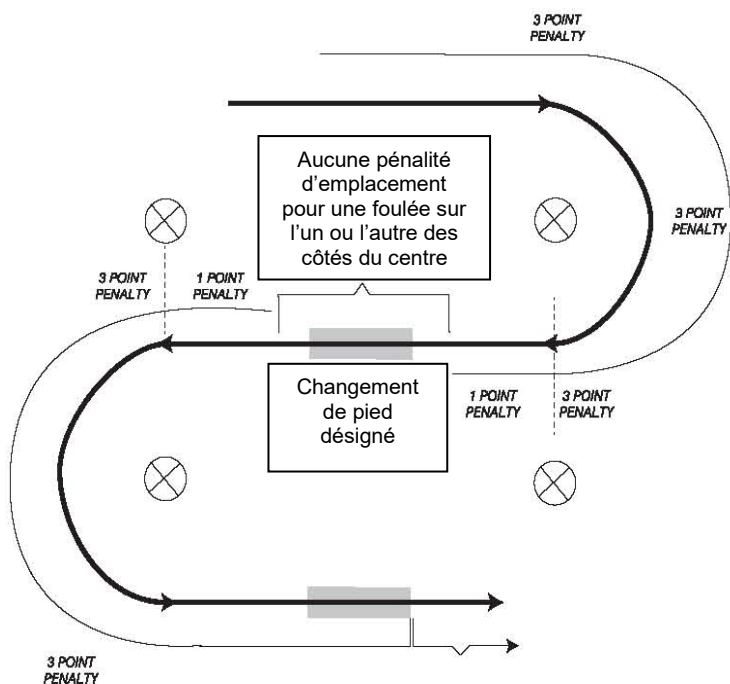 3 POINT
PENALTY
Aucune pénalité
d’emplacement
pour une foulée sur
l’un ou l’autre des
côtés du centre
3 POINT
PENALTY
3 POINT
PENALTY
1 POINT
PENALTY
Changement
de pied
désigné
1 POINT
PENALTY
3 POINT
PENALTY
3 POINT
PENALTY